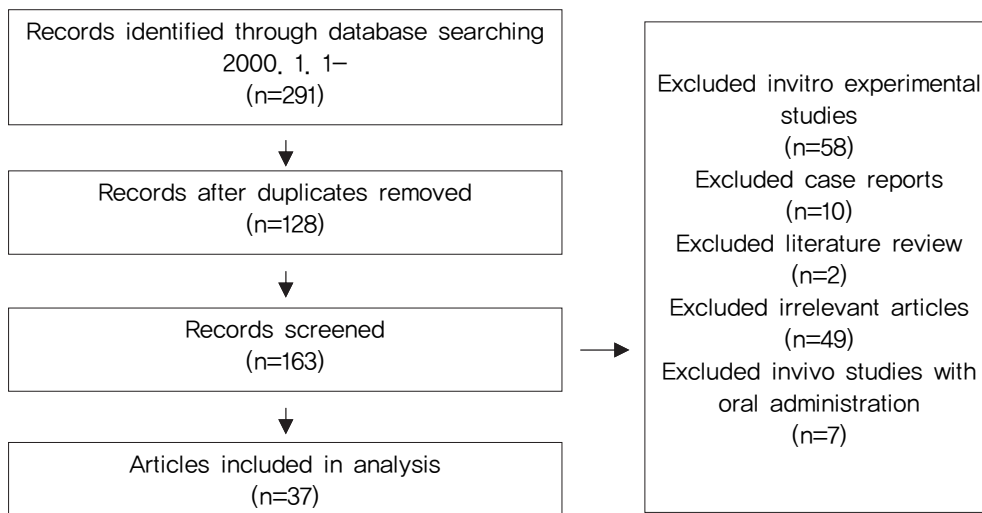 Records identified through database searching
2000. 1. 1-
(n=291)
Records after duplicates removed
(n=128)
Records screened
(n=163)
Articles included in analysis
(n=37)
Excluded invitro experimental
studies
(n=58)
Excluded case reports
(n=10)
Excluded literature review
(n=2)
Excluded irrelevant articles
(n=49)
Excluded invivo studies with
oral administration
(n=7)